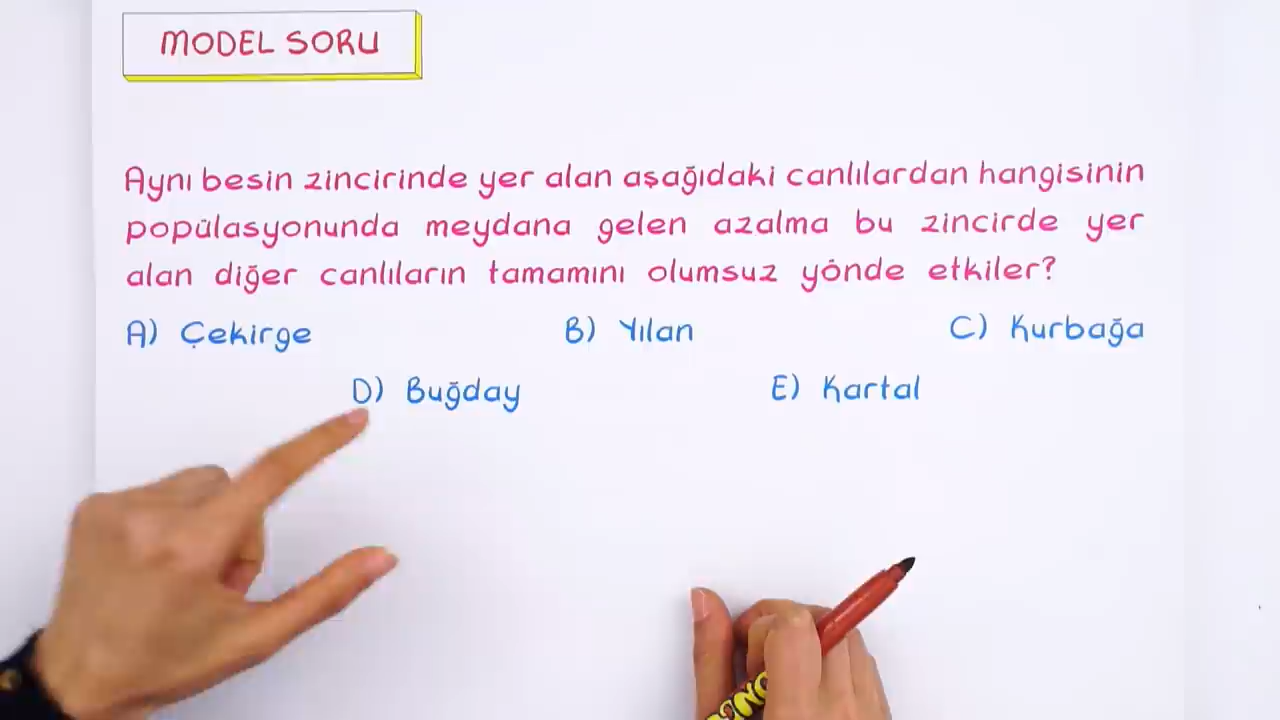 MODEL SORU
Aynı besin zincirinde yer alan aşağıdaki canlılardan hangisinin
popülasyonunda meydana gelen azalma bu zincirde yer
alan diğer canlıların tamamını olumsuz yönde etkiler?
A) Çekirge B) Yılan C) Kurbağa
D) Buğday E) Kartal